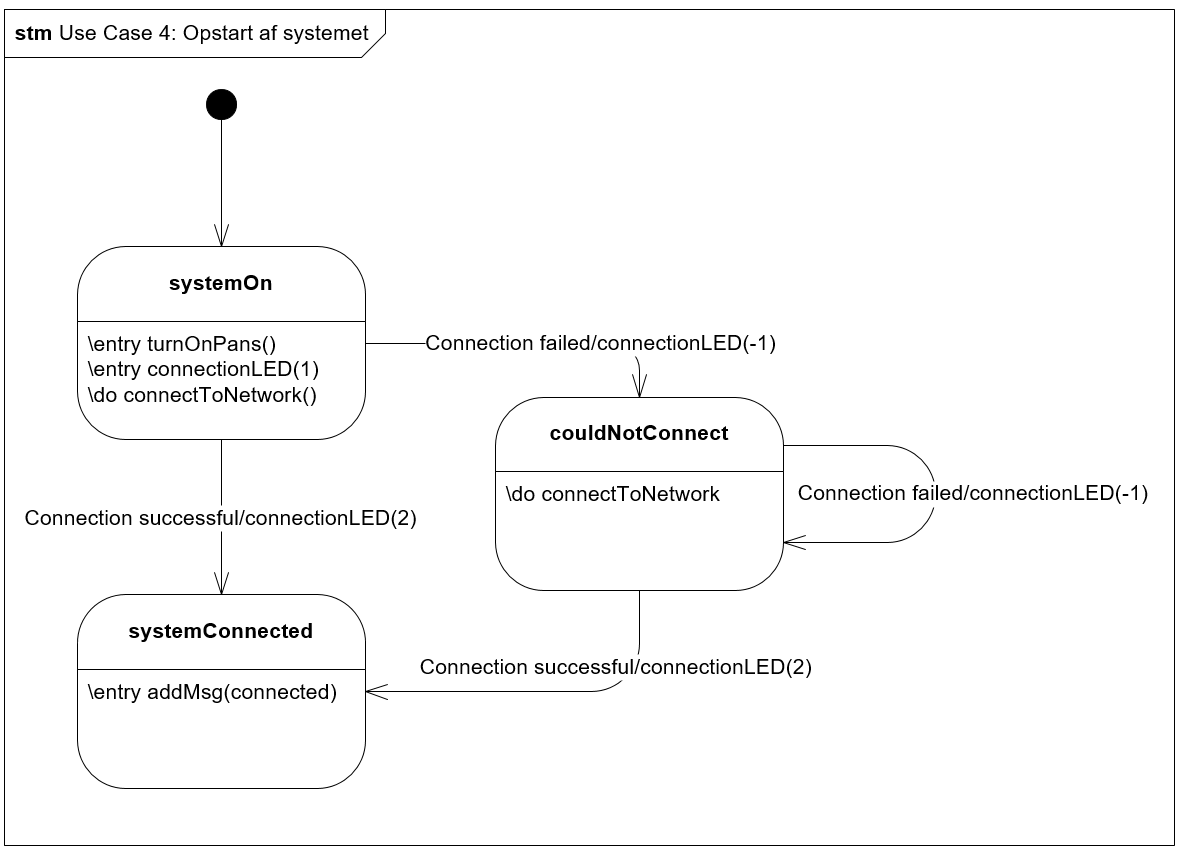 stm Use Case 4: Opstart af systemet
systemOn
\entry turnOnPans()
\entry connectionLED(1)
\do connectToNetwork()
Connection failed/connectionLED(-1)
couldNotConnect
\do connectToNetwork
Connection failed/connectionLED(-1)
Connection successful/connectionLED(2)
systemConnected
\entry addMsg(connected)
Connection successful/connectionLED(2)